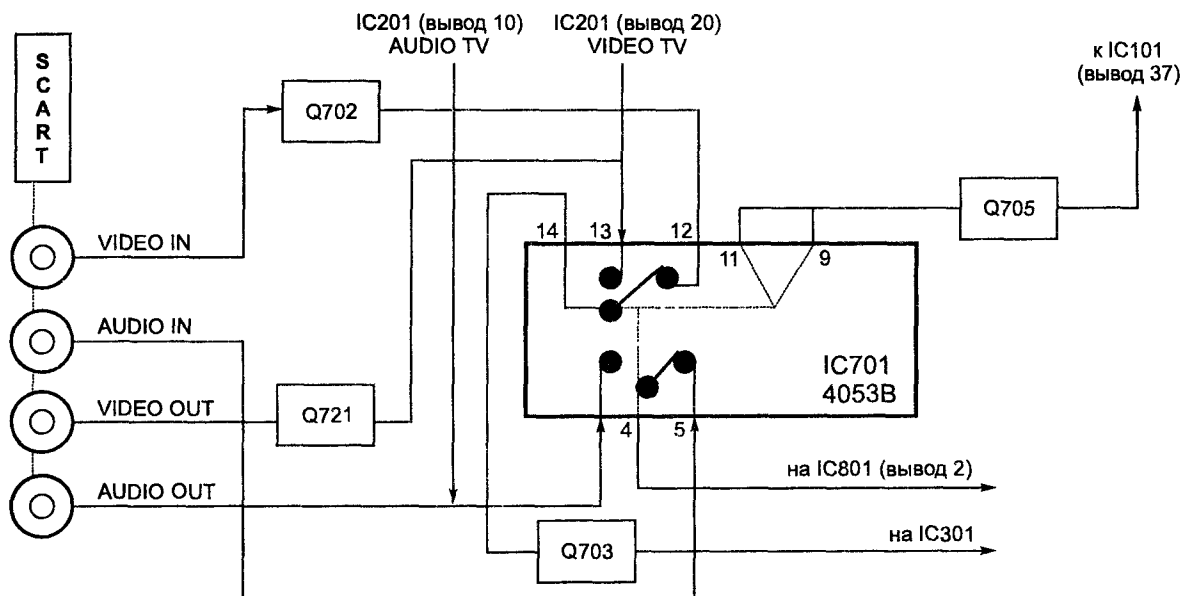 IC201 (вывод 10)
AUDIO TV
IC201 (вывод 20)
VIDEO TV
к IC101
(вывод 37)
S
C
A
R
T
Q702
Q705
14
13
12
11
9
VIDEO IN
AUDIO IN
IC701
4053B
VIDEO OUT
Q721
4
5
на IC801 (вывод 2)
AUDIO OUT
на IC301
Q703